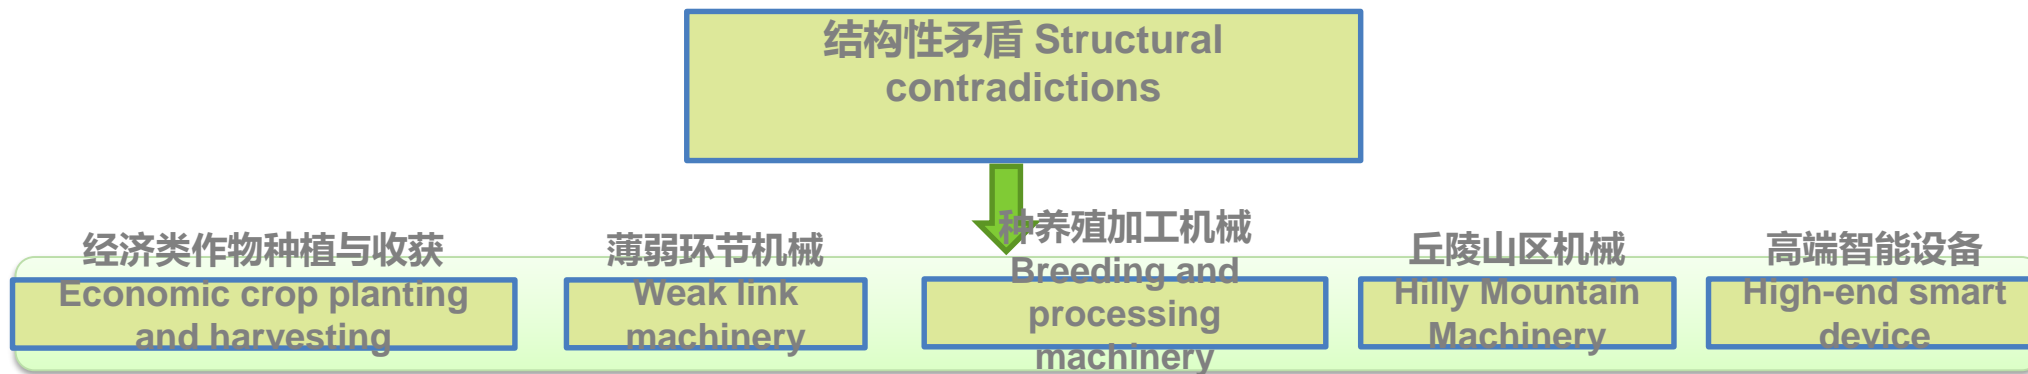 结构性矛盾 Structural
contradictions
经济类作物种植与收获
Economic crop planting
and harvesting
薄弱环节机械
Weak link
machinery
种养殖加工机械
Breeding and
processing
machinery
丘陵山区机械
Hilly Mountain
Machinery
高端智能设备
High-end smart
device